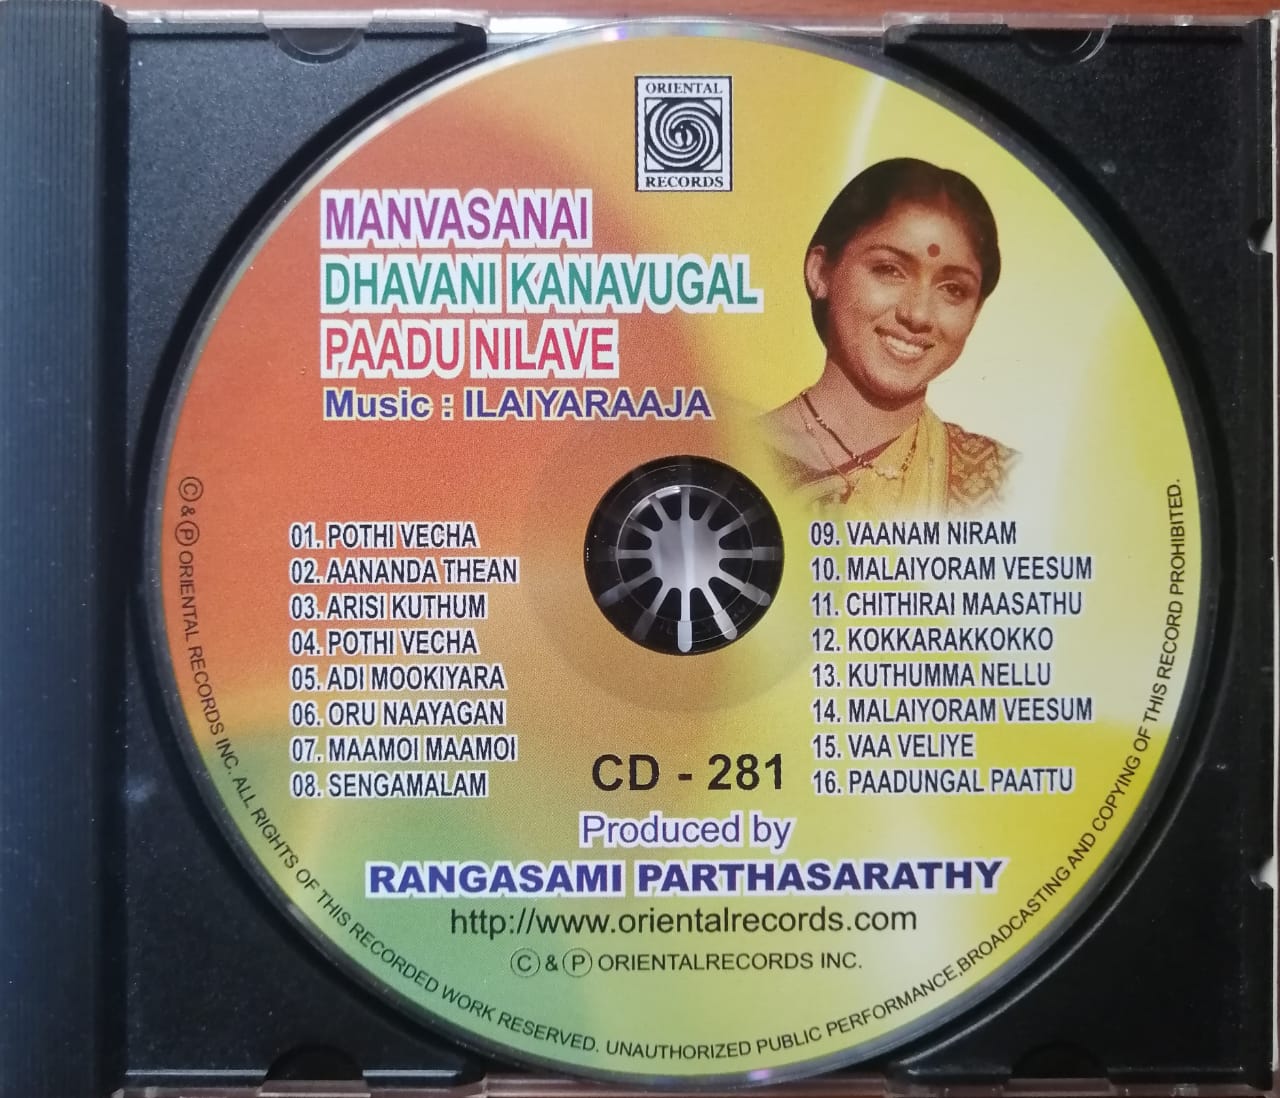 ORIENTAL
RECORDS
MANVASANAI
DHAVANI KANAVUGAL
PAADU NILAVE
Music : ILAIYARAAJA
01. POTHI VECHA
02. AANANDA THEAN
03. ARISI KUTHUM
04. POTHI VECHA
05. ADI MOOKIYARA
06. ORU NAAYAGAN
07. MAAMOI MAAMOI
08. SENGAMALAM
09. VAANAM NIRAM
10. MALAIYORAM VEESUM
11. CHITHIRAI MAASATHU
12. KOKKARAKKOKKO
13. KUTHUMMA NELLU
14. MALAIYORAM VEESUM
15. VAA VELIYE
16. PAADUNGAL PAATTU
CD - 281
Produced by
RANGASAMI PARTHASARATHY
http://www.orientalrecords.com
Ⓒ & Ⓟ ORIENTALRECORDS INC.
Ⓒ & Ⓟ ORIENTAL RECORDS INC. ALL RIGHTS OF THIS RECORDED WORK RESERVED. UNAUTHORIZED PUBLIC PERFORMANCE,BROADCASTING AND COPYING OF THIS RECORD PROHIBITED.